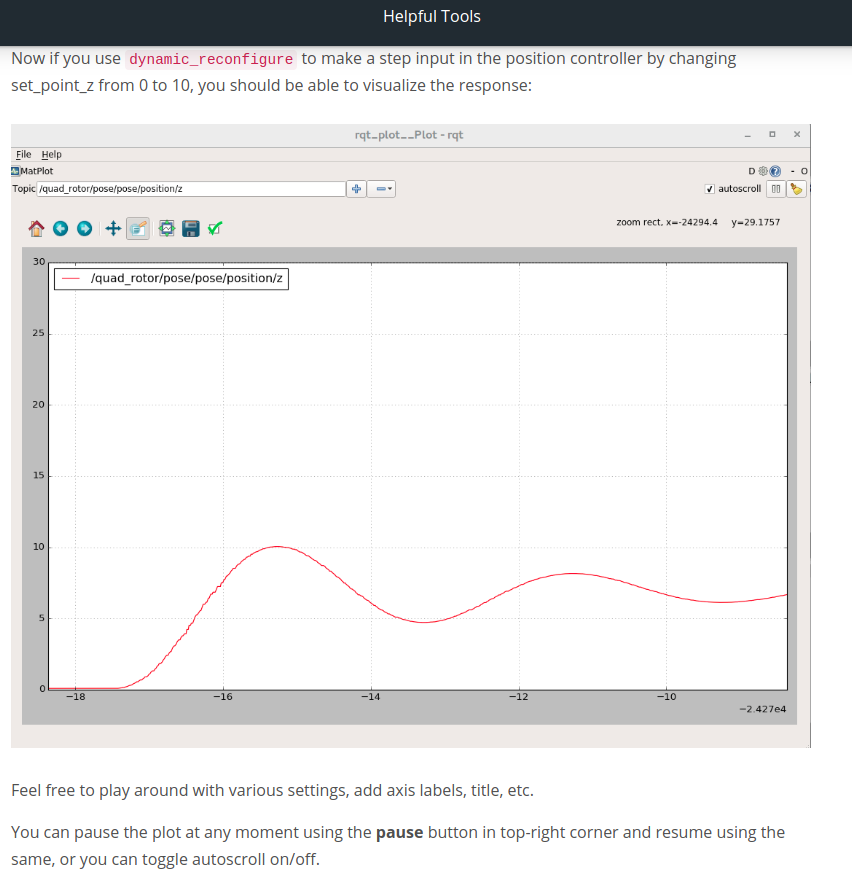 Helpful Tools
Now if you use dynamic_reconfigure to make a step input in the position controller by changing
set_point_z from 0 to 10, you should be able to visualize the response:
rqt_plot__Plot - rqt
File Help
MatPlot
D - O
Topic /quad_rotor/pose/pose/position/z
autoscroll
zoom rect, x=-24294.4 y=29.1757
/quad_rotor/pose/pose/position/z
30
25
20
15
10
5
0
−18 −16 −14 −12 −10
−2.427e4
Feel free to play around with various settings, add axis labels, title, etc.
You can pause the plot at any moment using the pause button in top-right corner and resume using the
same, or you can toggle autoscroll on/off.